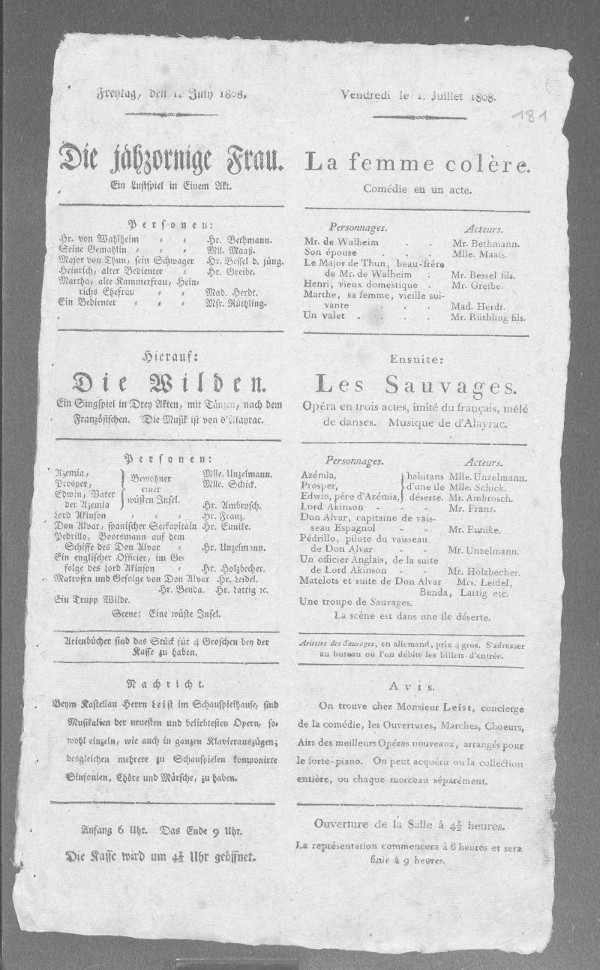 Freytag, den 1. July 1808.
Die jähzornige Frau.
Ein Lustspiel in Einem Akt.
Personen:
Hr. von Wahlheim „ „ Hr. Bethmann.
Seine Gemahlin „ „ Mll. Maaß.
Major von Thun, sein Schwager Hr. Bessel d. jüng.
Heinrich, alter Bedienter „ Hr. Greibe.
Martha, alte Kammerfrau, Hein-
richs Ehefrau „ „ Mad. Herdt.
Ein Bedienter „ „ Msr. Rüthling.
Hierauf:
Die Wilden.
Ein Singspiel in Drey Akten, mit Tänzen, nach dem
Französischen. Die Musik ist von d'Alayrac.
Personen:
Azemia, Mlle. Unzelmann.
Prosper, Bewohner Mlle. Schick.
Edwin, Vater einer
der Azemia wüsten Insel. Hr. Ambrosch.
Lord Akinson „ „ Hr. Franz.
Don Alvar, spanischer Seekapitain Hr. Eunike.
Pedrillo, Bootsmann auf dem
Schiffe des Don Alvar „ Hr. Unzelmann.
Ein englischer Officier, im Ge-
folge des Lord Akinson „ Hr. Holzbecher.
Matrosen und Gefolge von Don Alvar Hr. Leidel.
Hr. Benda. Hr. Lattig ec.
Ein Trupp Wilde.
Scene: Eine wüste Insel.
Arienbücher sind das Stück für 4 Groschen bey der
Kasse zu haben.
Nachricht.
Beym Kastellan Herrn Leist im Schauspielhause, sind
Musikalien der neuesten und beliebtesten Opern, so-
wohl einzeln, wie auch in ganzen Klavierauszügen;
desgleichen mehrere zu Schauspielen komponirte
Sinfonien, Chöre und Märsche, zu haben.
Anfang 6 Uhr. Das Ende 9 Uhr.
Die Kasse wird um 4½ Uhr geöffnet.
Vendredi le 1. Juillet 1808.
181
La femme colère.
Comédie en un acte.
Personnages. Acteurs.
Mr. de Walheim . . Mr. Bethmann.
Son épouse . . . Mlle. Maaß.
Le Major de Thun, beau-frère
de Mr. de Walheim . Mr. Bessel fils.
Henri, vieux domestique . Mr. Greibe.
Marthe, sa femme, vieille sui-
vante . . . Mad. Herdt.
Un valet . . . . Mr. Rüthling fils.
Ensuite:
Les Sauvages.
Opéra en trois actes, imité du français, mêlé
de danses. Musique de d'Alayrac.
Personnages. Acteurs.
Azémia, habitans Mlle. Unzelmann.
Prosper, d'une île Mlle. Schick.
Edwin, père d'Azémia, déserte. Mr. Ambrosch.
Lord Akinson - - - Mr. Franz.
Don Alvar, capitaine de vais-
seau Espagnol - - Mr. Eunike.
Pédrillo, pilote du vaisseau
de Don Alvar - - Mr. Unzelmann.
Un officier Anglais, de la suite
de Lord Akinson - - Mr. Holzbecher.
Matelots et suite de Don Alvar Mrs. Leidel,
Benda, Lattig etc.
Une troupe de Sauvages.
La scène est dans une île déserte.
Ariettes des Sauvages, en allemand, prix 4 gros. S'adresser
au bureau où l'on débite les billets-d'entrée.
Avis.
On trouve chez Monsieur Leist, concierge
de la comédie, les Ouvertures, Marches, Choeurs,
Airs des meilleurs Opéres nouveaux, arrangés pour
le forte-piano. On peut acquérir ou la collection
entière, ou chaque morceau séparément.
Ouverture de la Salle à 4½ heures.
La représentation commencera à 6 heures et sera
finie à 9 heures.